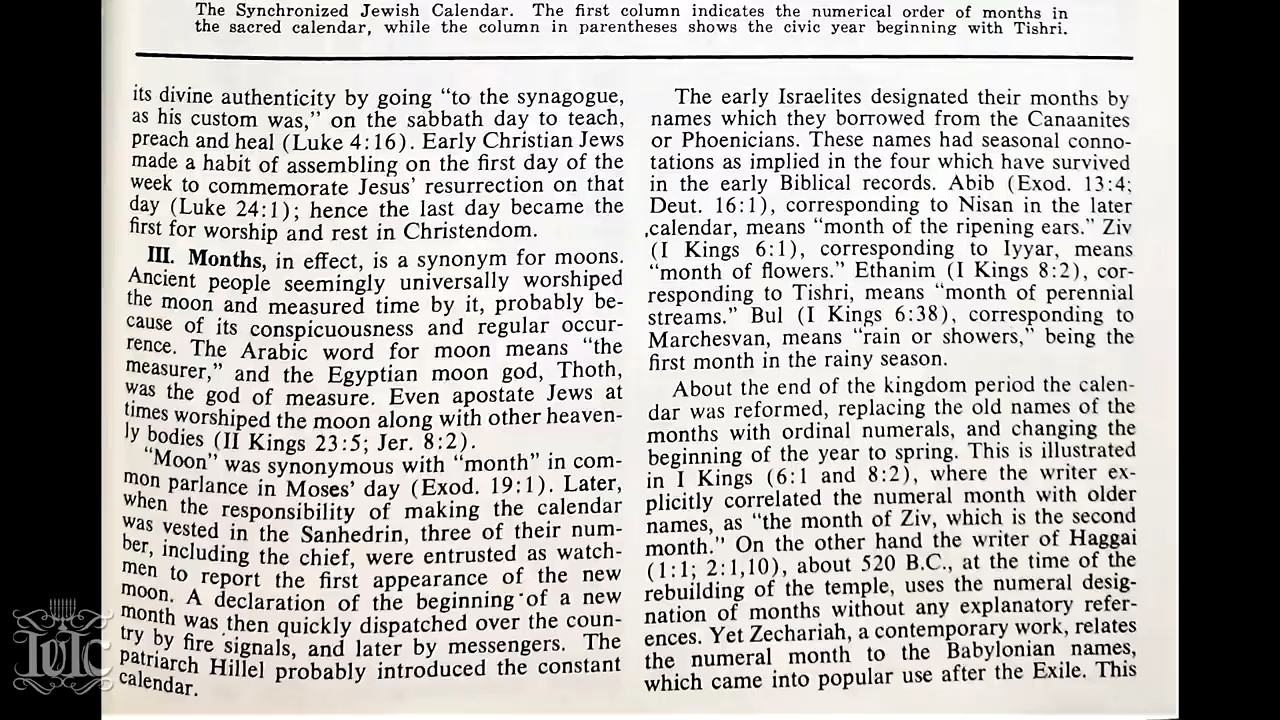 The Synchronized Jewish Calendar. The first column indicates the numerical order of months in
the sacred calendar, while the column in parentheses shows the civic year beginning with Tishri.
its divine authenticity by going “to the synagogue,
as his custom was,” on the sabbath day to teach,
preach and heal (Luke 4:16). Early Christian Jews
made a habit of assembling on the first day of the
week to commemorate Jesus’ resurrection on that
day (Luke 24:1); hence the last day became the
first for worship and rest in Christendom.
III. Months, in effect, is a synonym for moons.
Ancient people seemingly universally worshiped
the moon and measured time by it, probably be-
cause of its conspicuousness and regular occur-
rence. The Arabic word for moon means “the
measurer,” and the Egyptian moon god, Thoth,
was the god of measure. Even apostate Jews at
times worshiped the moon along with other heaven-
ly bodies (II Kings 23:5; Jer. 8:2).
“Moon” was synonymous with “month” in com-
mon parlance in Moses’ day (Exod. 19:1). Later,
when the responsibility of making the calendar
was vested in the Sanhedrin, three of their num-
ber, including the chief, were entrusted as watch-
men to report the first appearance of the new
moon. A declaration of the beginning of a new
month was then quickly dispatched over the coun-
try by fire signals, and later by messengers. The
patriarch Hillel probably introduced the constant
calendar.
The early Israelites designated their months by
names which they borrowed from the Canaanites
or Phoenicians. These names had seasonal conno-
tations as implied in the four which have survived
in the early Biblical records. Abib (Exod. 13:4;
Deut. 16:1), corresponding to Nisan in the later
calendar, means “month of the ripening ears.” Ziv
(I Kings 6:1), corresponding to Iyyar, means
“month of flowers.” Ethanim (I Kings 8:2), cor-
responding to Tishri, means “month of perennial
streams.” Bul (I Kings 6:38), corresponding to
Marchesvan, means “rain or showers,” being the
first month in the rainy season.
About the end of the kingdom period the calen-
dar was reformed, replacing the old names of the
months with ordinal numerals, and changing the
beginning of the year to spring. This is illustrated
in I Kings (6:1 and 8:2), where the writer ex-
plicitly correlated the numeral month with older
names, as “the month of Ziv, which is the second
month.” On the other hand the writer of Haggai
(1:1; 2:1,10), about 520 B.C., at the time of the
rebuilding of the temple, uses the numeral desig-
nation of months without any explanatory refer-
ences. Yet Zechariah, a contemporary work, relates
the numeral month to the Babylonian names,
which came into popular use after the Exile. This
IUIC